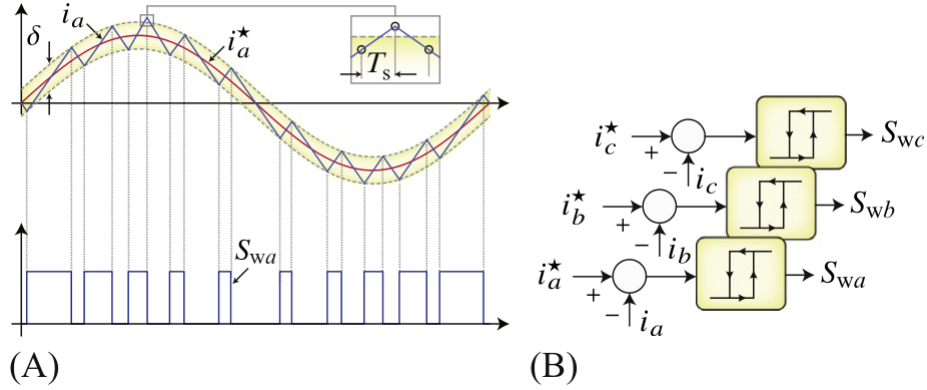 i_a
δ
i_a^★
T_s
S_wa
(A)
i_c^★
+
−
i_c
S_wc
i_b^★
+
−
i_b
S_wb
i_a^★
+
−
i_a
S_wa
(B)